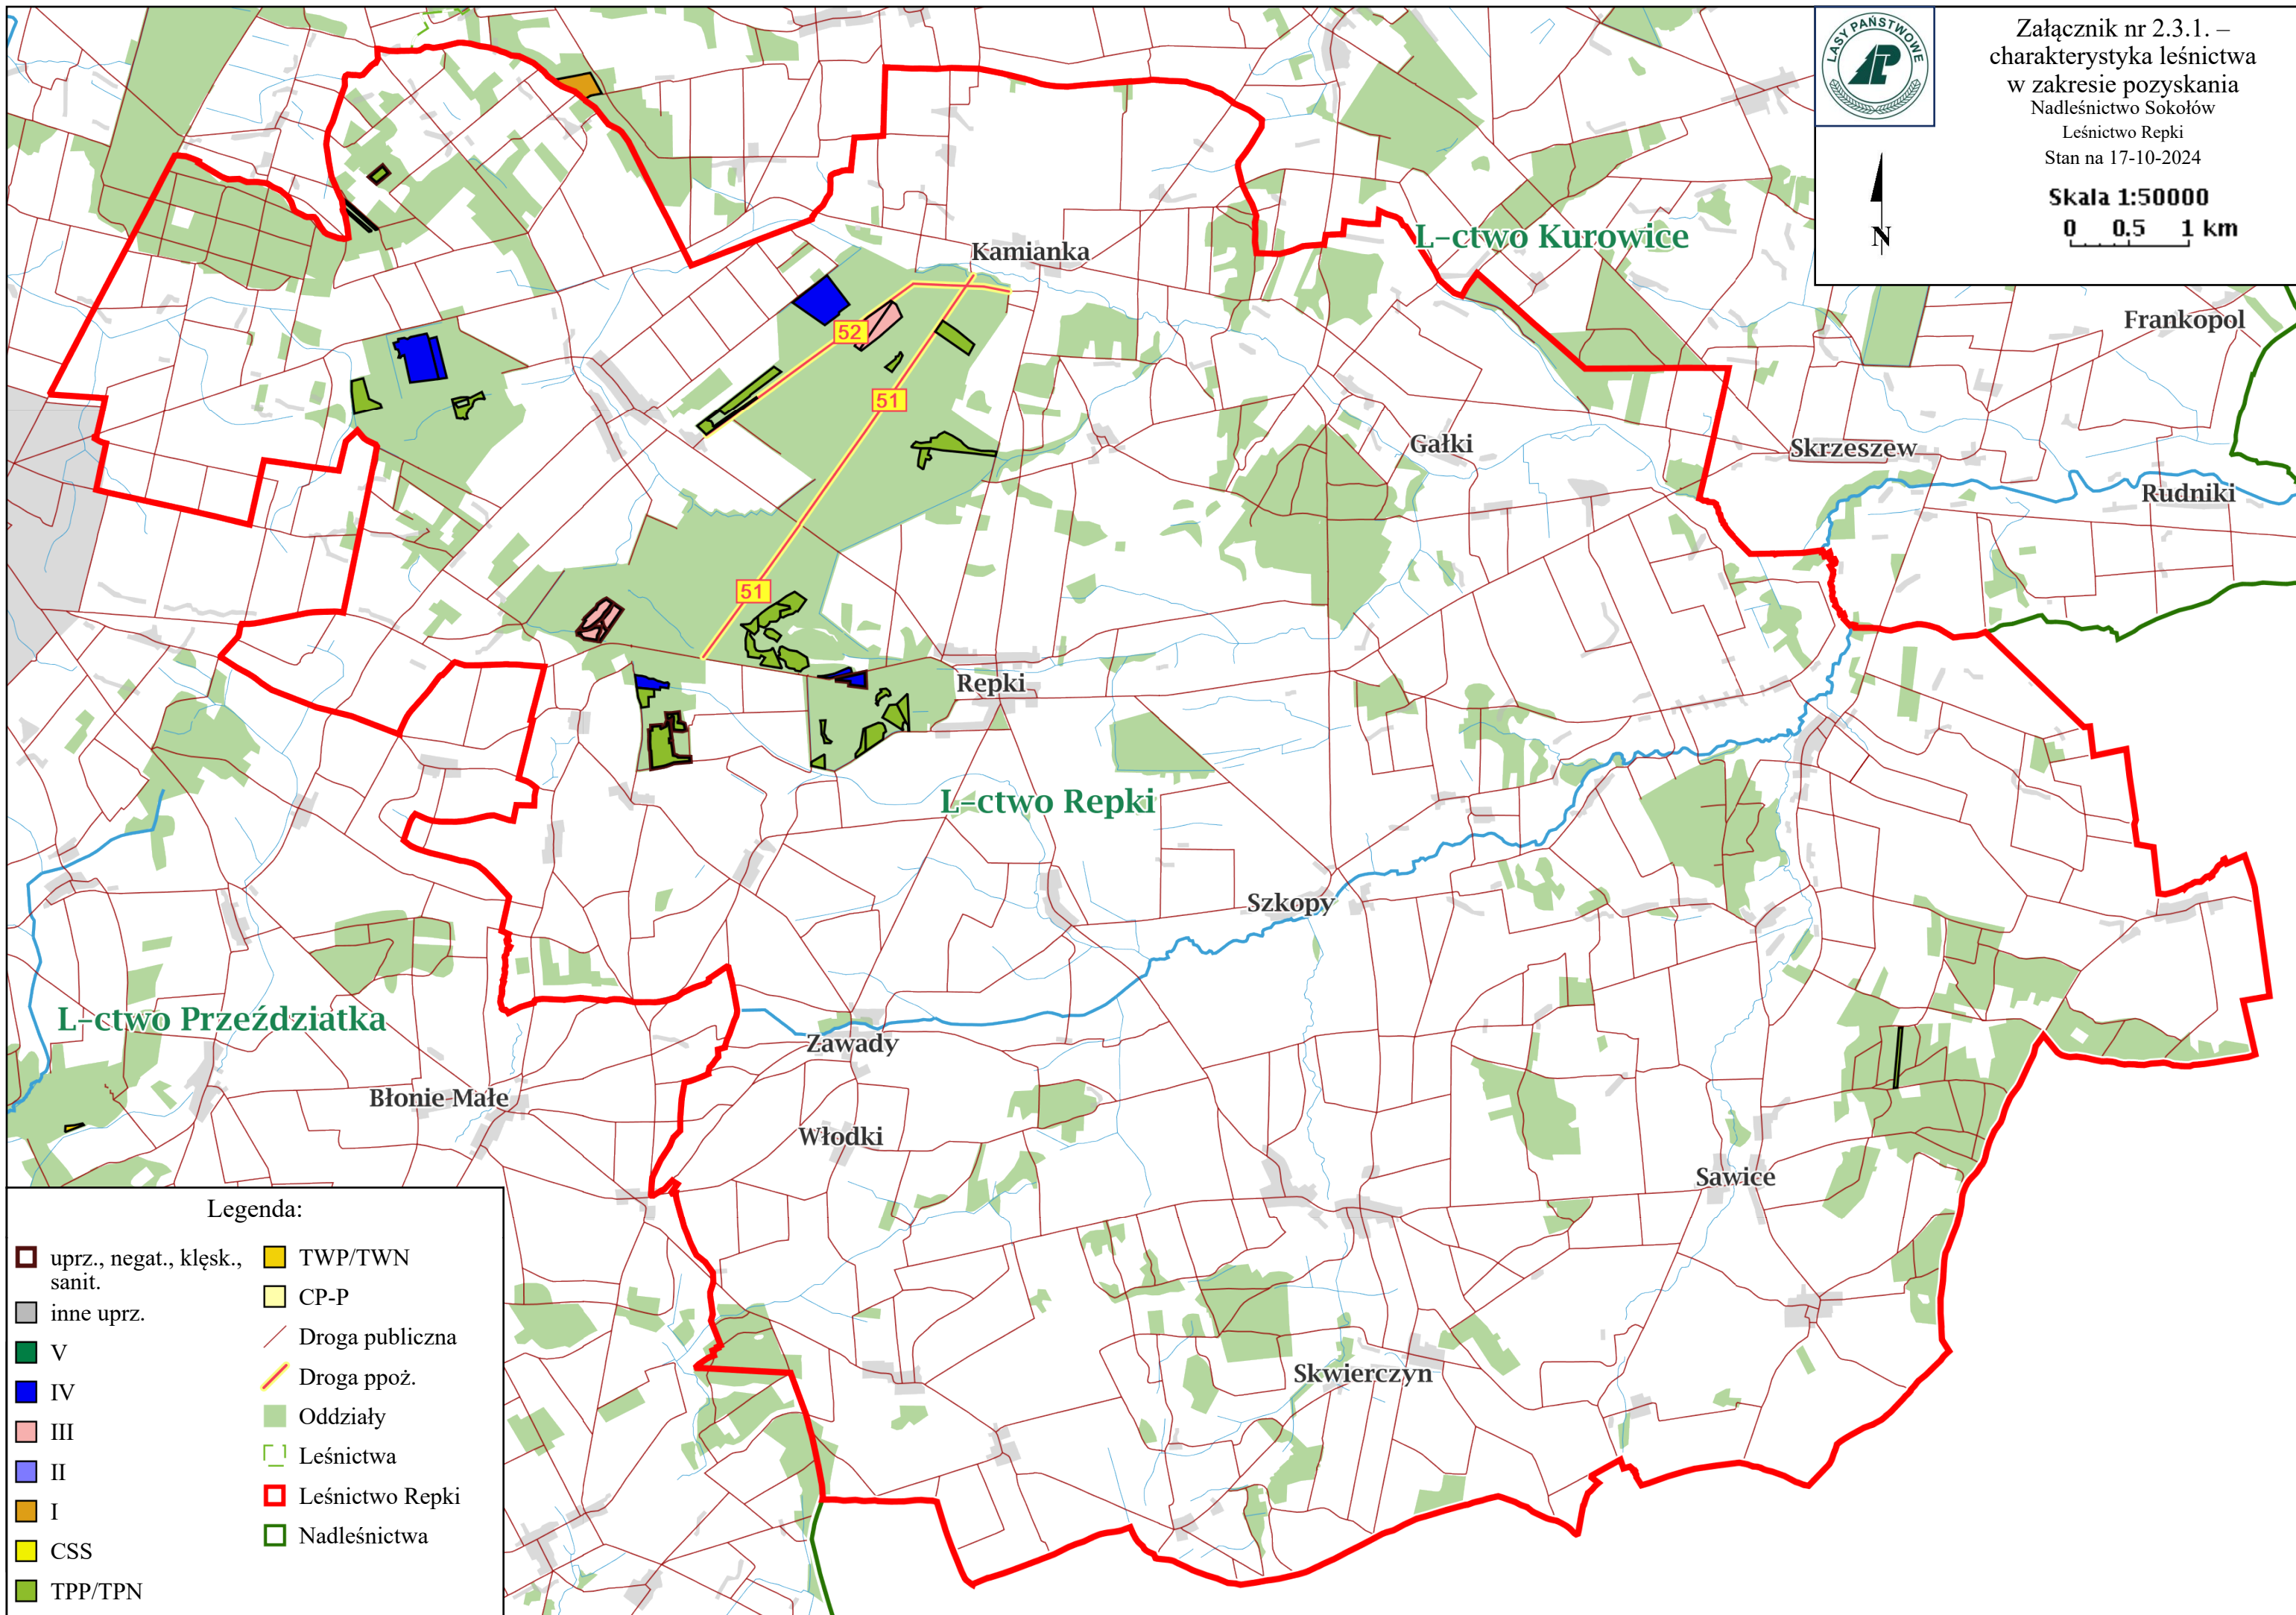 LASY PAŃSTWOWE
Załącznik nr 2.3.1. –
charakterystyka leśnictwa
w zakresie pozyskania
Nadleśnictwo Sokołów
Leśnictwo Repki
Stan na 17-10-2024
Skala 1:50000
0 0.5 1 km
N
L-ctwo Kurowice
Kamianka
Frankopol
52
51
Gałki
Skrzeszew
Rudniki
51
Repki
L-ctwo Repki
Szkopy
L-ctwo Przeździatka
Zawady
Błonie Małe
Włodki
Sawice
Skwierczyn
Legenda:
uprz., negat., klęsk.,
sanit.
inne uprz.
V
IV
III
II
I
CSS
TPP/TPN
TWP/TWN
CP-P
Droga publiczna
Droga ppoż.
Oddziały
Leśnictwa
Leśnictwo Repki
Nadleśnictwa